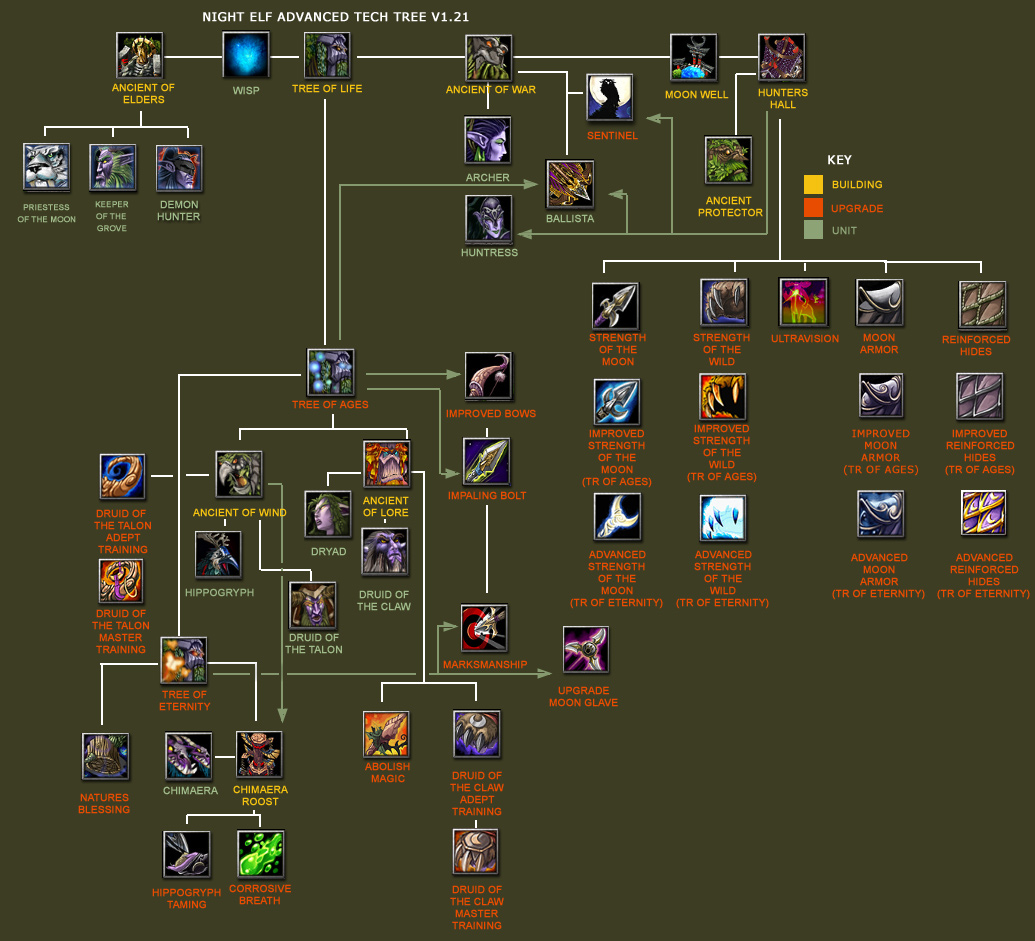 NIGHT ELF ADVANCED TECH TREE V1.21
ANCIENT OF
ELDERS
WISP
TREE OF LIFE
ANCIENT OF WAR
SENTINEL
MOON WELL
HUNTERS
HALL
PRIESTESS
OF THE MOON
KEEPER
OF THE
GROVE
DEMON
HUNTER
ARCHER
BALLISTA
HUNTRESS
ANCIENT
PROTECTOR
KEY
BUILDING
UPGRADE
UNIT
STRENGTH
OF THE
MOON
STRENGTH
OF THE
WILD
ULTRAVISION
MOON
ARMOR
REINFORCED
HIDES
IMPROVED
STRENGTH
OF THE
MOON
(TR OF AGES)
IMPROVED
STRENGTH
OF THE
WILD
(TR OF AGES)
IMPROVED
MOON
ARMOR
(TR OF AGES)
IMPROVED
REINFORCED
HIDES
(TR OF AGES)
ADVANCED
STRENGTH
OF THE
MOON
(TR OF ETERNITY)
ADVANCED
STRENGTH
OF THE
WILD
(TR OF ETERNITY)
ADVANCED
MOON
ARMOR
(TR OF ETERNITY)
ADVANCED
REINFORCED
HIDES
(TR OF ETERNITY)
TREE OF AGES
IMPROVED BOWS
IMPALING BOLT
DRUID OF
THE TALON
ADEPT
TRAINING
ANCIENT OF WIND
ANCIENT
OF LORE
DRYAD
HIPPOGRYPH
DRUID OF
THE CLAW
DRUID OF
THE TALON
MASTER
TRAINING
DRUID OF
THE TALON
MARKSMANSHIP
UPGRADE
MOON GLAVE
TREE OF
ETERNITY
NATURES
BLESSING
CHIMAERA
CHIMAERA
ROOST
ABOLISH
MAGIC
DRUID OF
THE CLAW
ADEPT
TRAINING
HIPPOGRYPH
TAMING
CORROSIVE
BREATH
DRUID OF
THE CLAW
MASTER
TRAINING